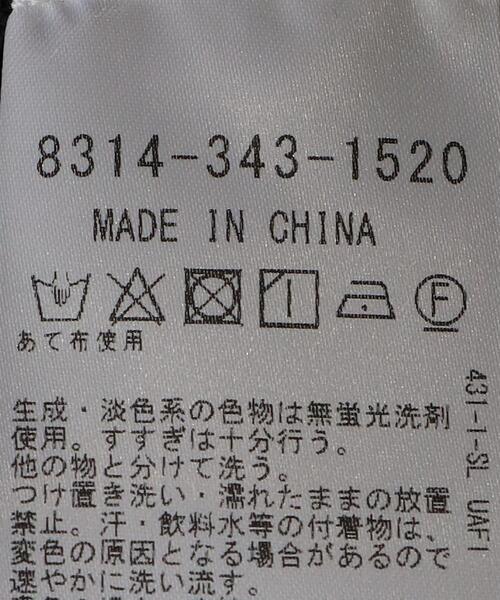 8314-343-1520
MADE IN CHINA
F
あて布使用
生成・淡色系の色物は無蛍光洗剤
使用。すすぎは十分行う。
他の物と分けて洗う。
つけ置き洗い・濡れたままの放置
禁止。汗・飲・料水等の付着物は、
変色の原因となる場合があるので
速やかに洗い流す。
431-1-SL UAF I